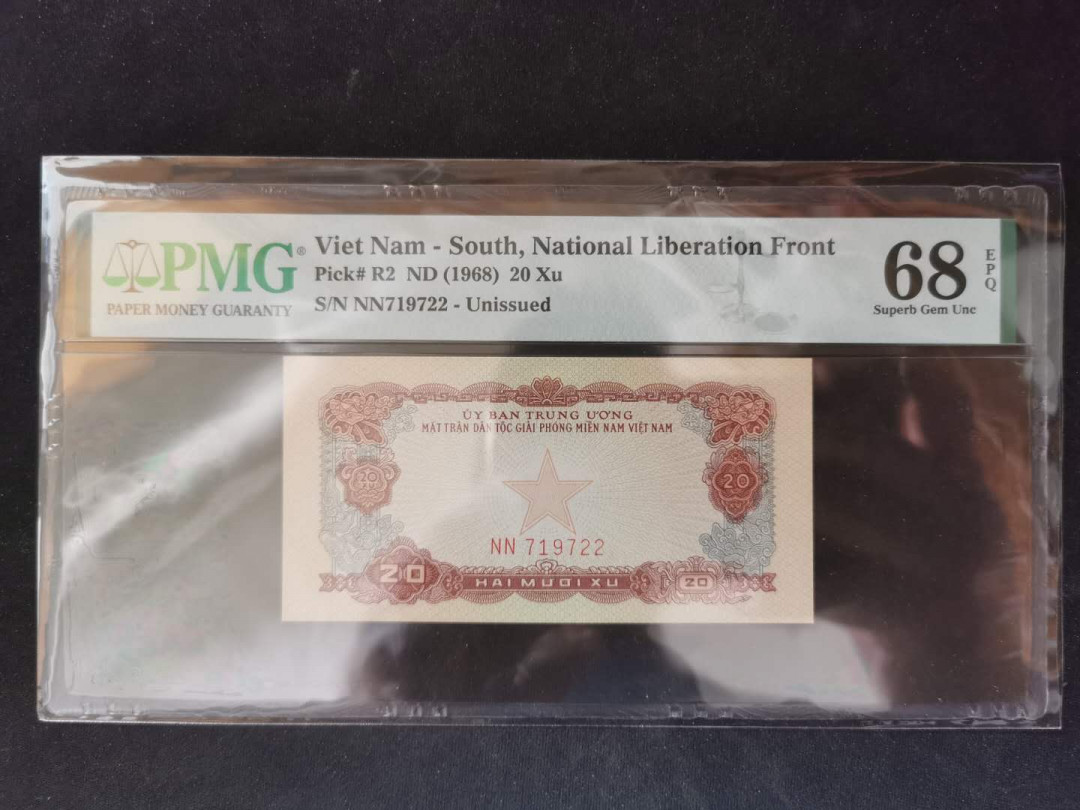 PMG®
PAPER MONEY GUARANTY
Viet Nam - South, National Liberation Front
Pick# R2 ND (1968) 20 Xu
S/N NN719722 - Unissued
68
EPQ
Superb Gem Unc
ỦY BAN TRUNG ƯƠNG
MẶT TRẬN DÂN TỘC GIẢI PHÓNG MIỀN NAM VIỆT NAM
20
XU
20
NN 719722
20
HAI MƯƠI XU
20